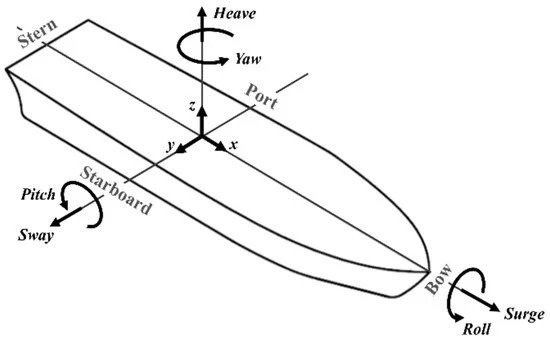 Heave
Stern
Yaw
Port
z
y
x
Pitch
Starboard
Sway
Bow
Surge
Roll